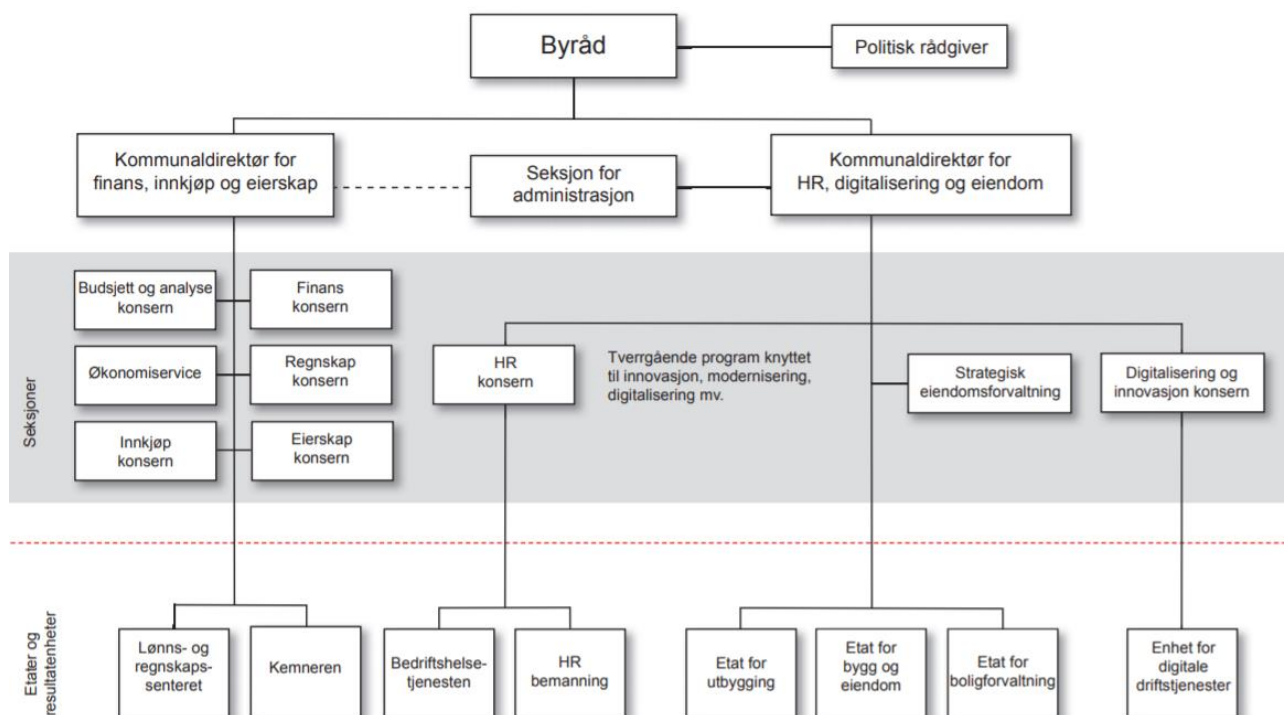 Byråd
Politisk rådgiver
Kommunaldirektør for
finans, innkjøp og eierskap
Seksjon for
administrasjon
Kommunaldirektør for
HR, digitalisering og eiendom
Seksjoner
Budsjett og analyse
konsern
Finans
konsern
Økonomiservice
Regnskap
konsern
Innkjøp
konsern
Eierskap
konsern
HR
konsern
Tverrgående program knyttet
til innovasjon, modernisering,
digitalisering mv.
Strategisk
eiendomsforvaltning
Digitalisering og
innovasjon konsern
Etater og
resultatenheter
Lønns- og
regnskaps-
senteret
Kemneren
Bedriftshelse-
tjenesten
HR
bemanning
Etat for
utbygging
Etat for
bygg og
eiendom
Etat for
boligforvaltning
Enhet for
digitale
driftstjenester